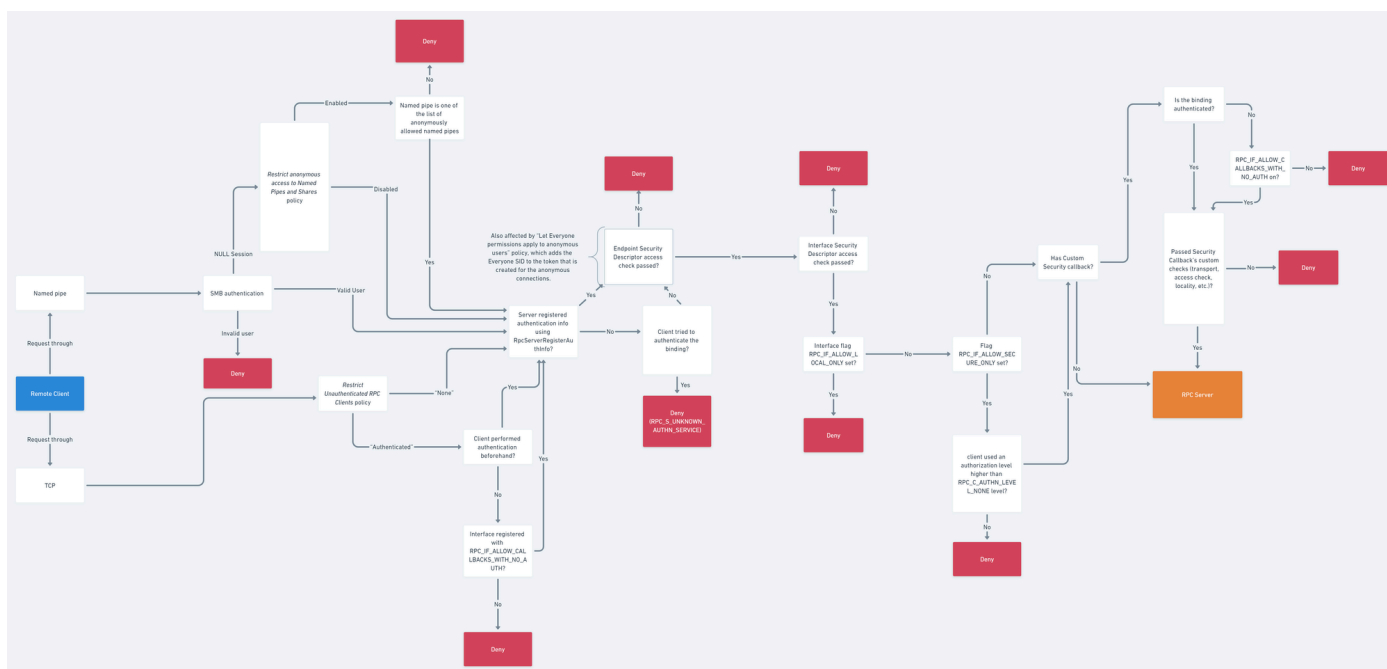 Deny
No
Enabled
Named pipe is one of
the list of
anonymously
allowed named pipes
Is the binding
authenticated?
No
Restrict anonymous
access to Named
Pipes and Shares
policy
Disabled
Deny
Deny
Yes
Yes
RPC_IF_ALLOW_C
ALLBACKS_WITH_
NO_AUTH on?
No
Deny
Yes
No
No
NULL Session
Yes
Also affected by "Let Everyone
permissions apply to anonymous
users" policy, which adds the
Everyone SID to the token that is
created for the anonymous
connections.
Endpoint Security
Descriptor access
check passed?
Yes
Interface Security
Descriptor access
check passed?
Has Custom
Security callback?
Passed Security
Callback's custom
checks (transport,
access check,
locality, etc.)?
No
Deny
Named pipe
SMB authentication
Valid User
Yes
No
No
Yes
Invalid user
Server registered
authentication info
using
RpcServerRegisterAu
thInfo?
No
Client tried to
authenticate the
binding?
Request through
Interface flag
RPC_IF_ALLOW_L
OCAL_ONLY set?
No
Flag
RPC_IF_ALLOW_SEC
URE_ONLY set?
Yes
No
Deny
Remote Client
Restrict
Unauthenticated RPC
Clients policy
"None"
Yes
Yes
Yes
Yes
Yes
RPC Server
Deny
(RPC_S_UNKNOWN_
AUTHN_SERVICE)
Deny
Request through
"Authenticated"
Client performed
authentication
beforehand?
Yes
TCP
No
client used an
authorization level
higher than
RPC_C_AUTHN_LEVE
L_NONE level?
No
Interface registered
with
RPC_IF_ALLOW_CAL
LBACKS_WITH_NO_A
UTH?
Deny
No
Deny